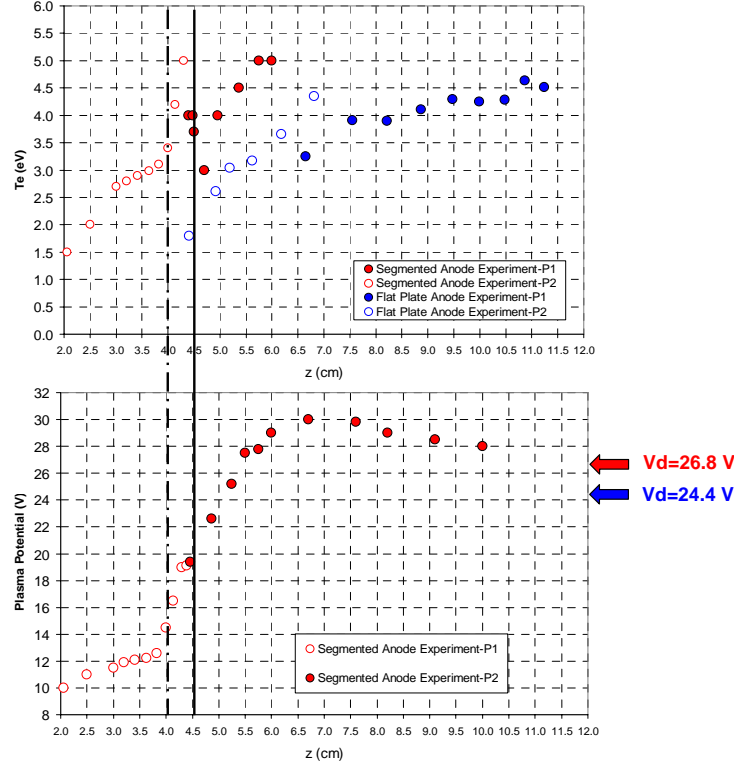 5.0
4.5
4.0
3.5
3.0
2.5
2.0
1.5
1.0
0.5
0.0
Te (eV)
Segmented Anode Experiment-P1
Segmented Anode Experiment-P2
Flat Plate Anode Experiment-P1
Flat Plate Anode Experiment-P2
2.0 2.5 3.0 3.5 4.0 4.5 5.0 5.5 6.0 6.5 7.0 7.5 8.0 8.5 9.0 9.5 10.0 10.5 11.0 11.5 12.0
z (cm)
32
30
28
26
24
22
20
18
16
14
12
10
8
Plasma Potential (V)
Vd=26.8 V
Vd=24.4 V
Segmented Anode Experiment-P1
Segmented Anode Experiment-P2
2.0 2.5 3.0 3.5 4.0 4.5 5.0 5.5 6.0 6.5 7.0 7.5 8.0 8.5 9.0 9.5 10.0 10.5 11.0 11.5 12.0
z (cm)